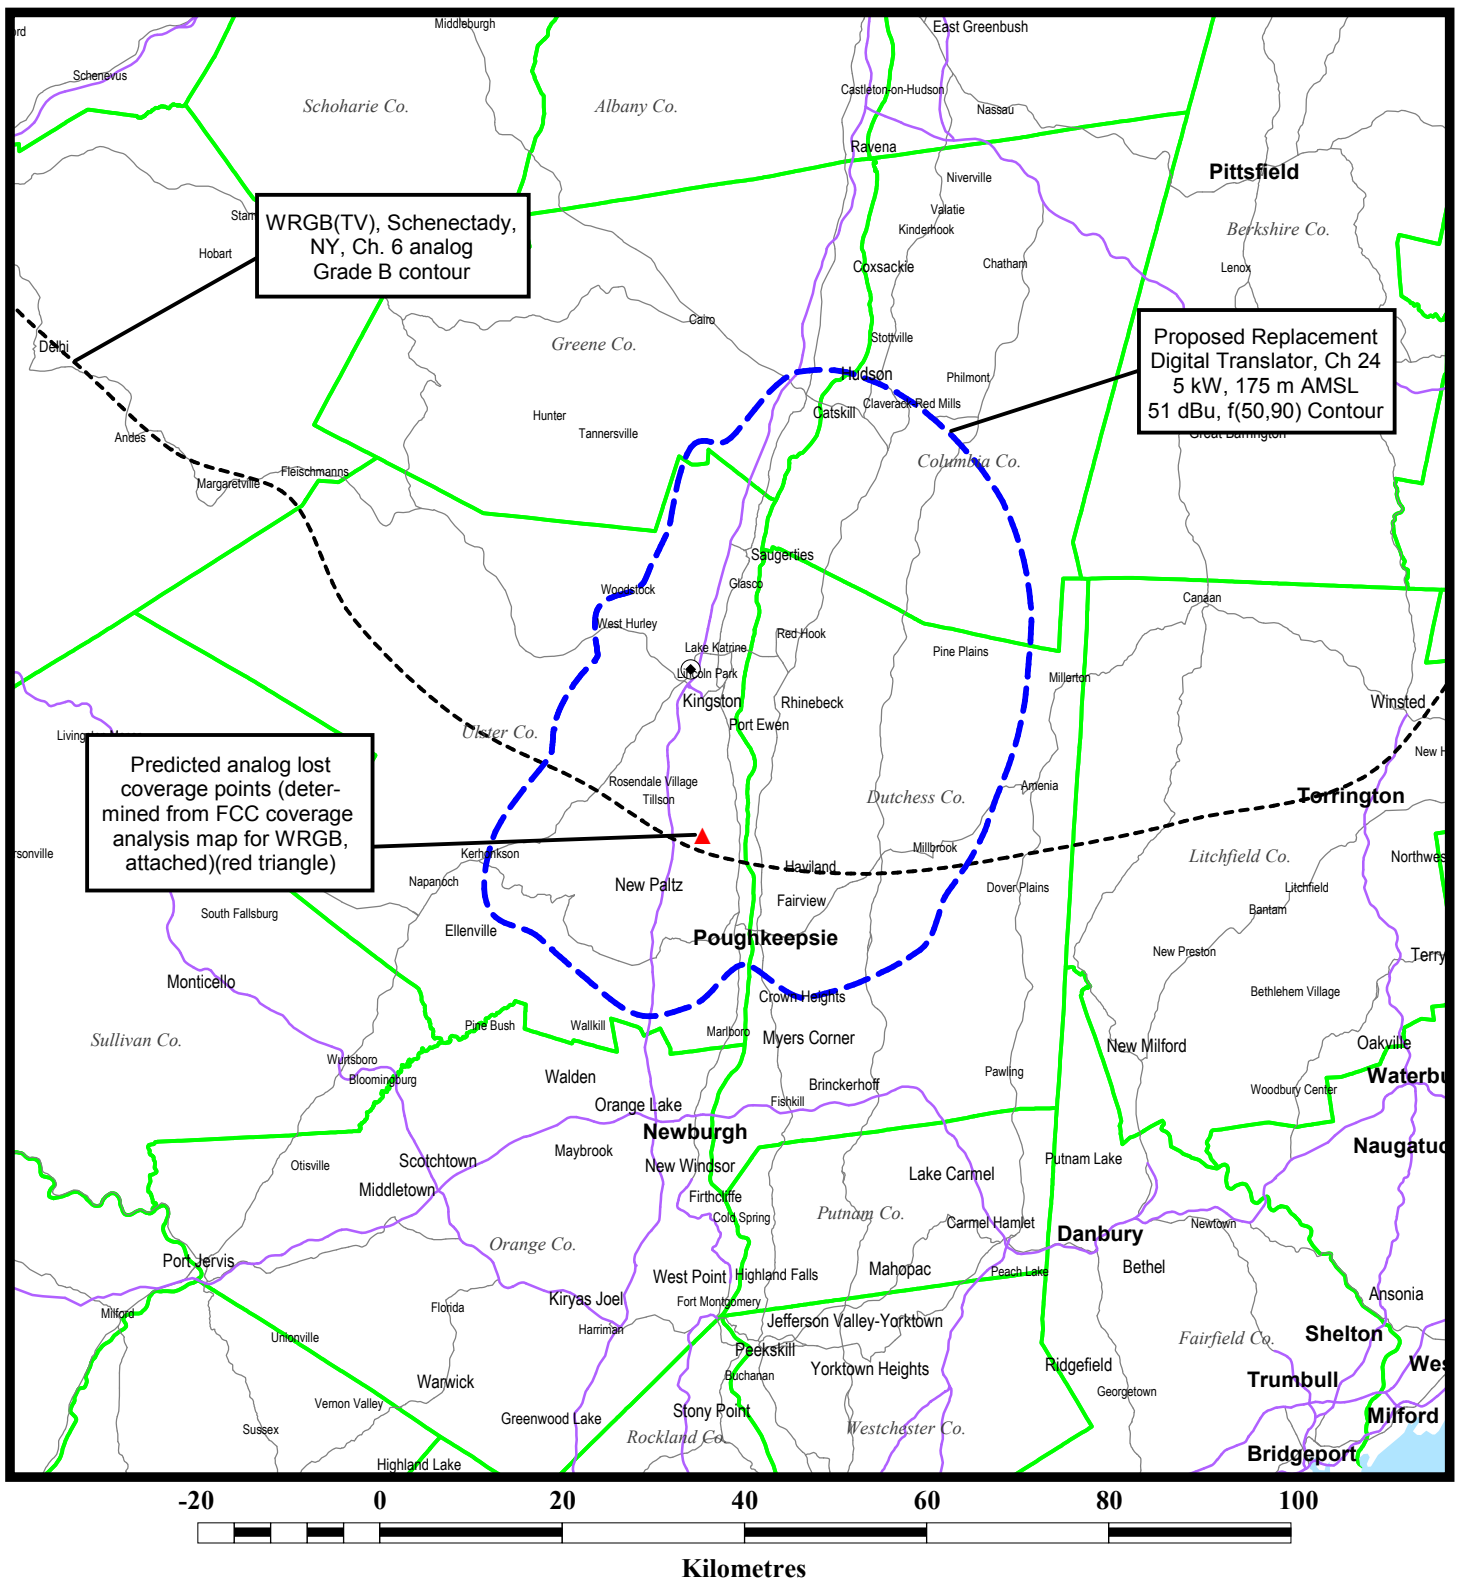 Middleburgh
East Greenbush
Schenevus
Castleton-on-Hudson
Schoharie Co.
Albany Co.
Nassau
Ravena
Pittsfield
Niverville
Valatie
Kinderhook
Berkshire Co.
WRGB(TV), Schenectady,
NY, Ch. 6 analog
Grade B contour
Hobart
Coxsackie
Chatham
Lenox
Cairo
Greene Co.
Stottville
Delhi
Proposed Replacement
Digital Translator, Ch 24
5 kW, 175 m AMSL
51 dBu, f(50,90) Contour
Hudson
Philmont
Claverack-Red Mills
Catskill
Hunter
Tannersville
Andes
Great Barrington
Columbia Co.
Fleischmanns
Margaretville
Saugerties
Glasco
Woodstock
Canaan
West Hurley
Red Hook
Lake Katrine
Pine Plains
Lincoln Park
Millerton
Kingston
Rhinebeck
Winsted
Port Ewen
Ulster Co.
Predicted analog lost
coverage points (deter-
mined from FCC coverage
analysis map for WRGB,
attached)(red triangle)
Rosendale Village
Tillson
Amenia
Dutchess Co.
Torrington
Kerhonkson
Millbrook
Litchfield Co.
Northwes
Haviland
Napanoch
New Paltz
Dover Plains
Litchfield
Fairview
South Fallsburg
Bantam
Ellenville
Poughkeepsie
New Preston
Terry
Monticello
Bethlehem Village
Crown Heights
Pine Bush
Wallkill
Marlboro
Myers Corner
Sullivan Co.
New Milford
Oakville
Wurtsboro
Pawling
Bloomingburg
Walden
Brinckerhoff
Waterbu
Woodbury Center
Orange Lake
Fishkill
Newburgh
Naugatuc
Maybrook
Otisville
Scotchtown
New Windsor
Putnam Lake
Lake Carmel
Middletown
Firthcliffe
Cold Spring
Putnam Co.
Carmel Hamlet
Newtown
Danbury
Orange Co.
Port Jervis
West Point
Highland Falls
Mahopac
Peach Lake
Bethel
Ansonia
Kiryas Joel
Fort Montgomery
Florida
Milford
Jefferson Valley-Yorktown
Harriman
Unionville
Fairfield Co.
Shelton
Peekskill
Yorktown Heights
Ridgefield
Wes
Buchanan
Trumbull
Warwick
Georgetown
Vernon Valley
Stony Point
Greenwood Lake
Milford
Sussex
Rockland Co.
Westchester Co.
Bridgeport
Highland Lake
-20 0 20 40 60 80 100
Kilometres